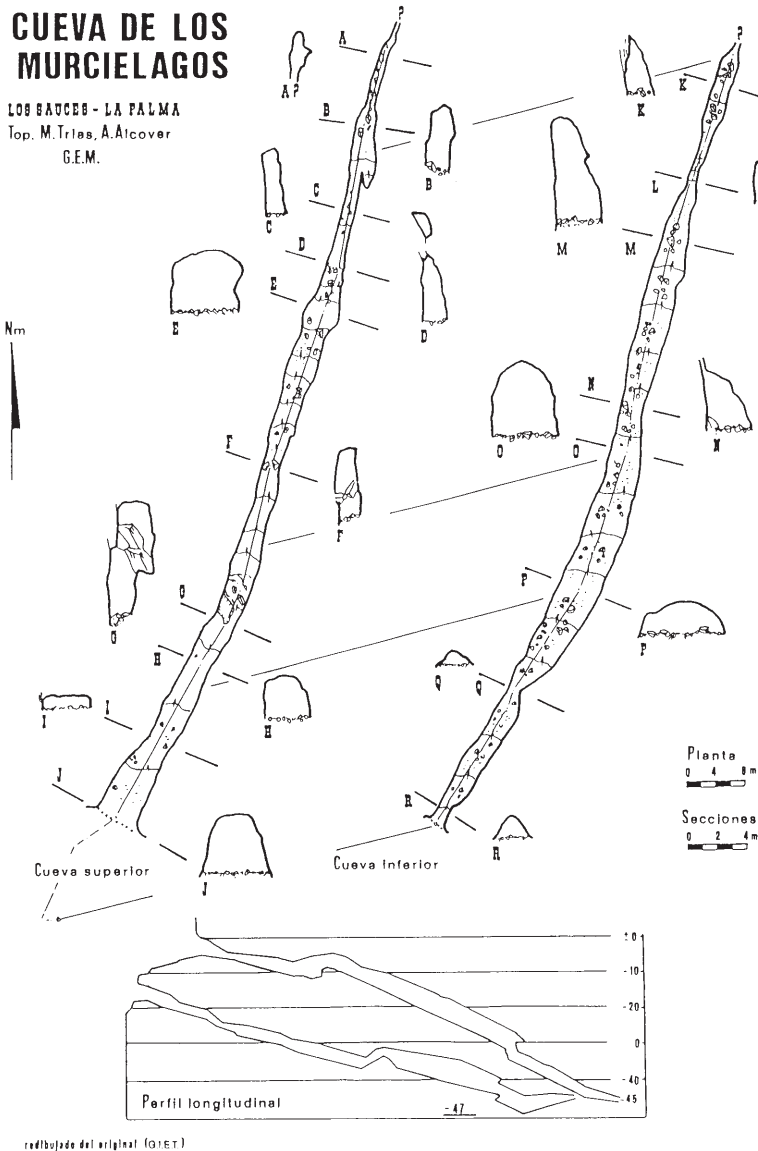 CUEVA DE LOS
MURCIELAGOS
LOS SAUCES - LA PALMA
Top. M.Trias, A.Alcover
G.E.M.
?
A
A?
B
B
C
C
D
D
E
E
Nm
F
F
G
G
H
H
I
I
J
J
Cueva superior
?
K
K
L
M
M
N
N
O
O
P
P
Q
Q
R
R
Cueva inferior
Planta
0 4 8 m
Secciones
0 2 4 m
±0
-10
-20
0
-40
-45
-47
Perfil longitudinal
redibujado del original (G.I.E.T.)